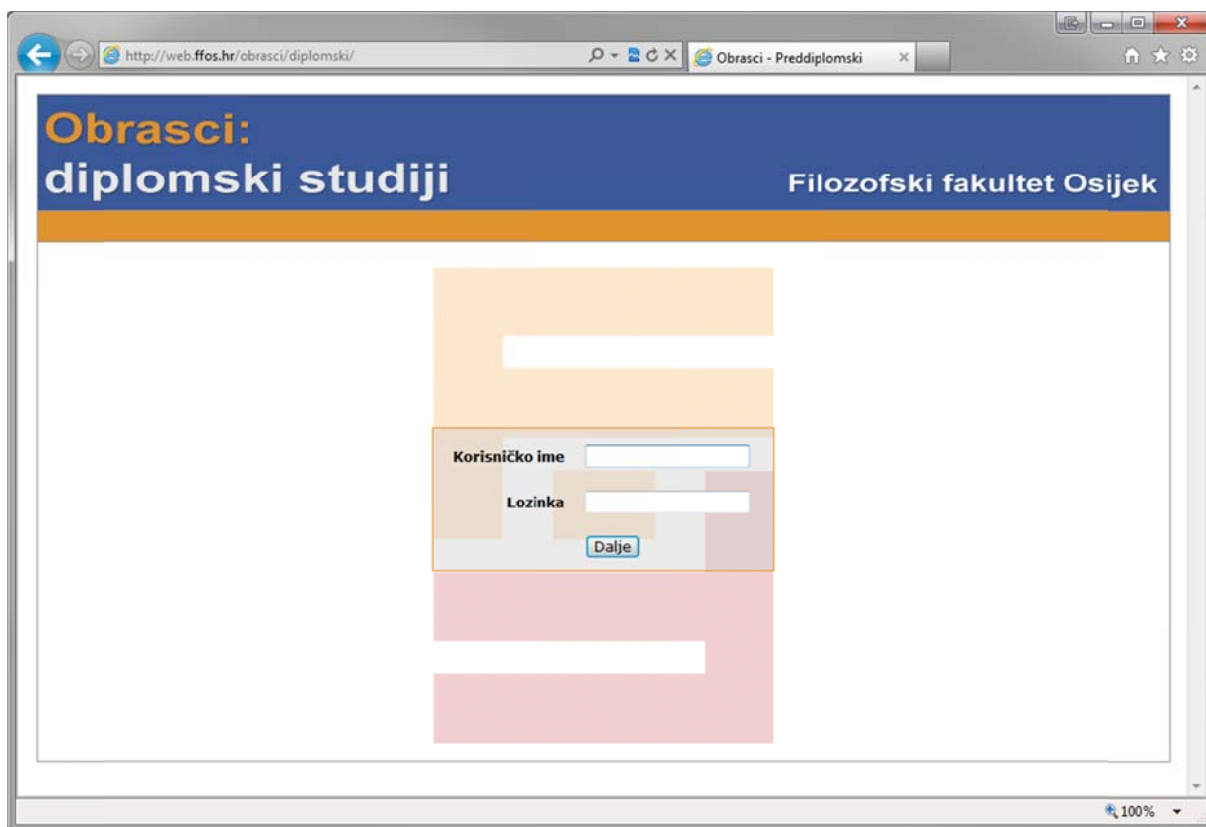 http://web.ffos.hr/obrasci/diplomski/
Obrasci - Preddiplomski
Obrasci:
diplomski studiji
Filozofski fakultet Osijek
Korisničko ime
Lozinka
Dalje
100%